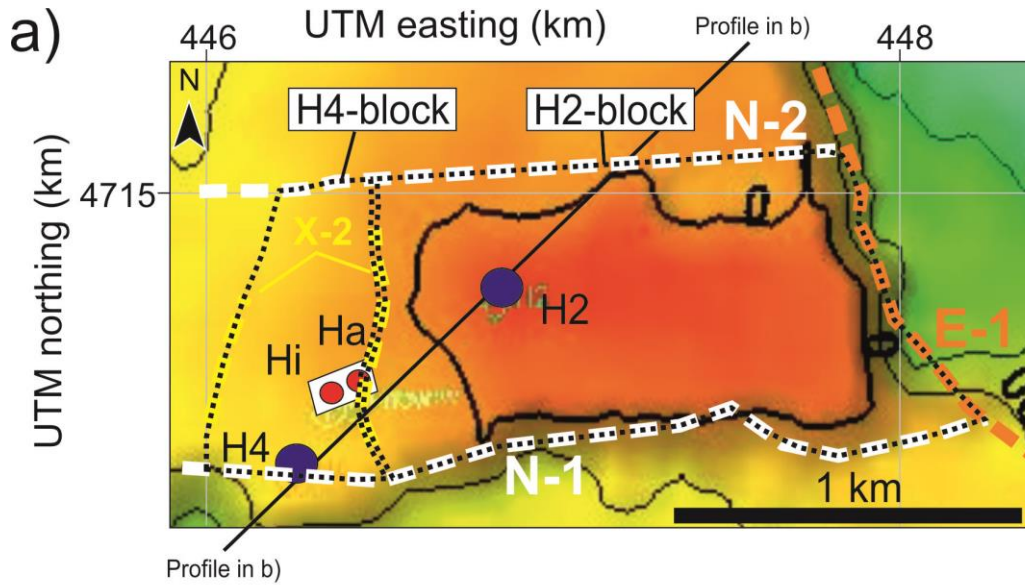 a)
UTM easting (km)
Profile in b)
446
448
N
H4-block
H2-block
N-2
4715
UTM northing (km)
0
X-2
H2
Ha
Hi
E-1
H4
N-1
1 km
Profile in b)